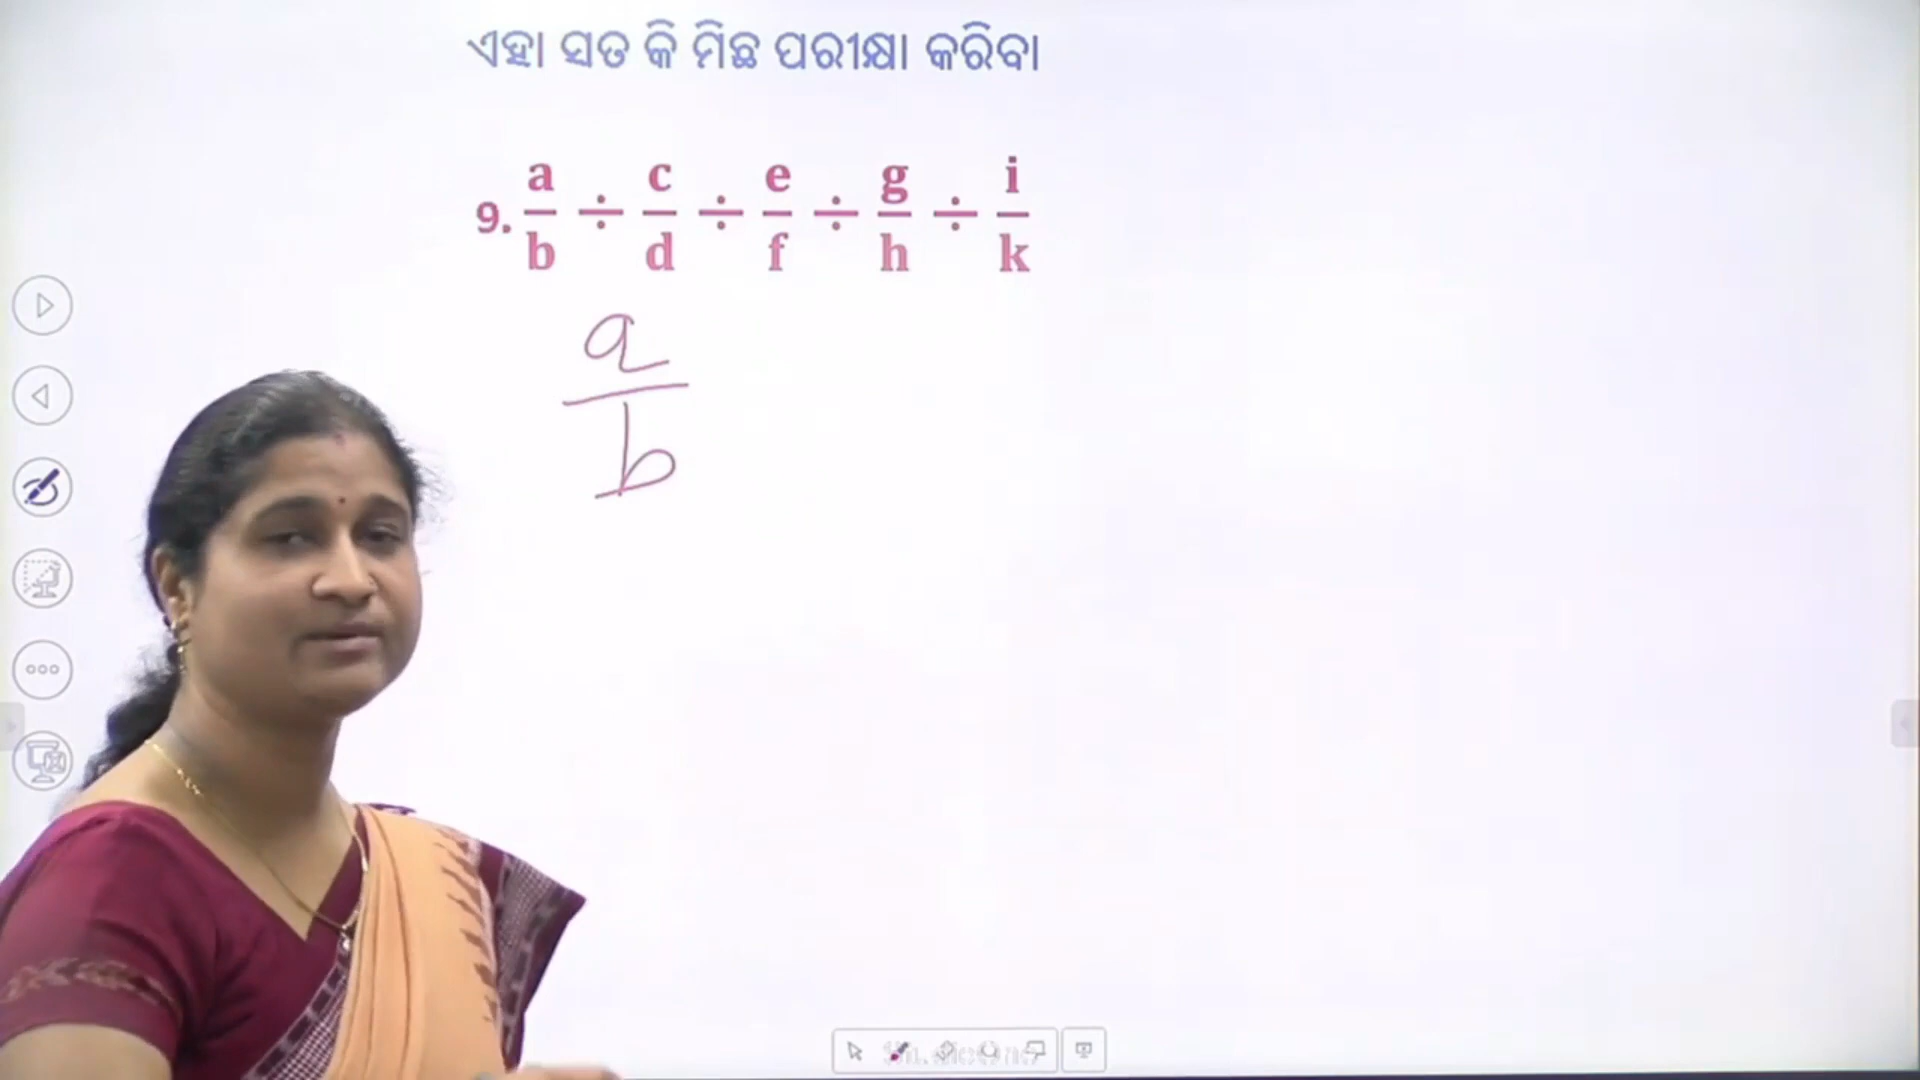 ଏହା ସତ କି ମିଛ ପରୀକ୍ଷା କରିବା
9. a/b ÷ c/d ÷ e/f ÷ g/h ÷ i/k
a/b